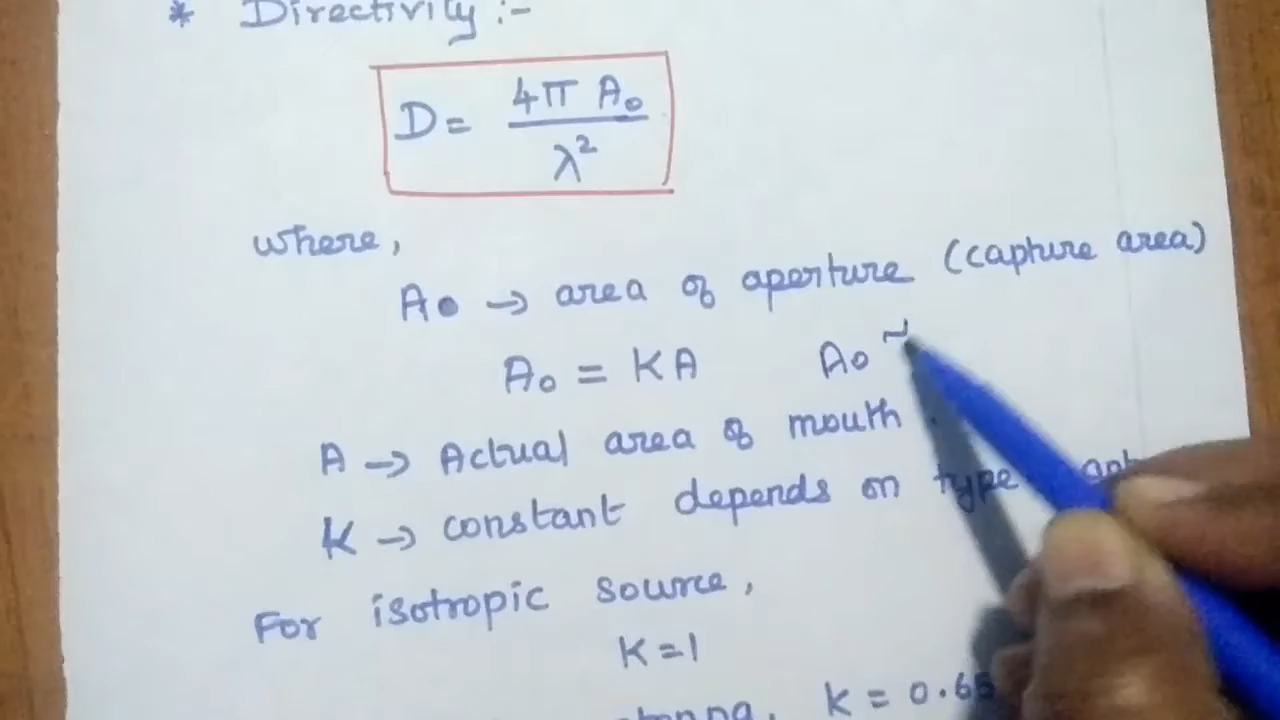 * Directivity :-
D = 4π A₀ / λ²
where,
A₀ → area of aperture (capture area)
A₀ = KA A₀ ~
A → Actual area of mouth
K → constant depends on type
For isotropic source,
K = 1
K = 0.65